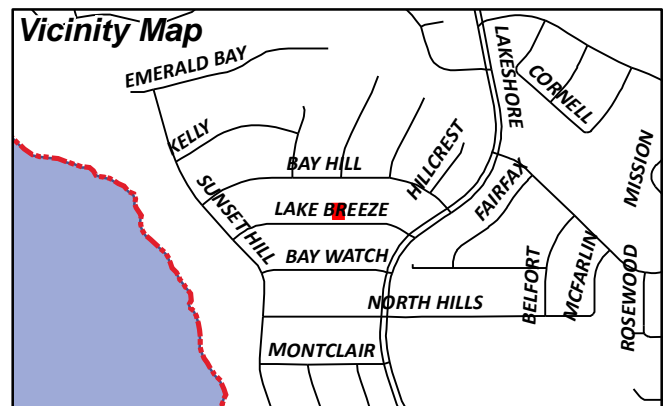 Vicinity Map
EMERALD BAY
LAKESHORE
CORNELL
KELLY
BAY HILL
HILLCREST
MISSION
SUNSET HILL
LAKE BREEZE
FAIRFAX
BAY WATCH
NORTH HILLS
BELFORT
MCFARLIN
ROSEWOOD
MONTCLAIR